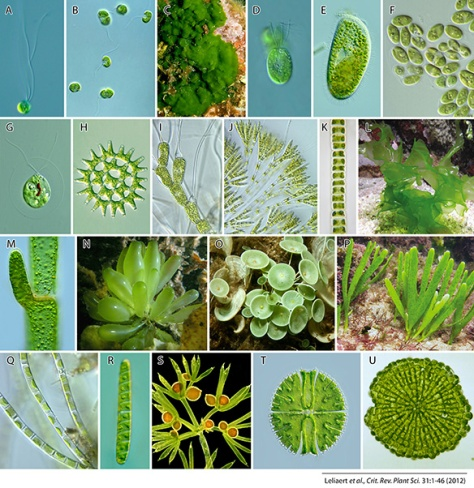 A B C D E F
G H I J K L
M N O P
Q R S T U
Leliaert et al., Crit. Rev. Plant Sci. 31:1-46 (2012)